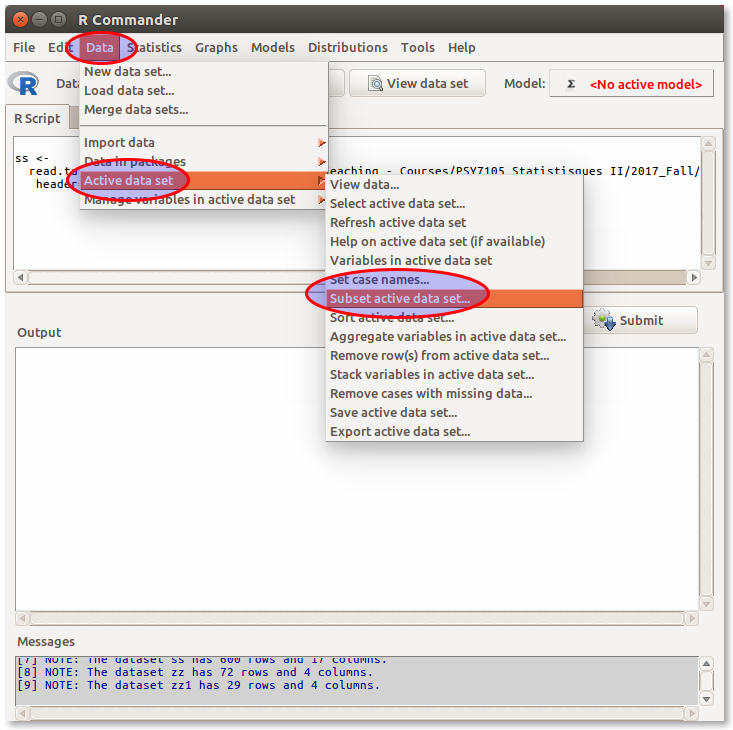 R Commander
File Edit Data Statistics Graphs Models Distributions Tools Help
R Data View data set Model: Σ <No active model>
New data set...
Load data set...
Merge data sets...
Import data
Data in packages
Active data set
Manage variables in active data set
R Script
ss <-
read.ta eaching - Courses/PSY7105 Statistisques II/2017_Fall/
header
View data...
Select active data set...
Refresh active data set
Help on active data set (if available)
Variables in active data set
Set case names...
Subset active data set...
Sort active data set...
Aggregate variables in active data set...
Remove row(s) from active data set...
Stack variables in active data set...
Remove cases with missing data...
Save active data set...
Export active data set...
Submit
Output
Messages
[7] NOTE: The dataset ss has 600 rows and 17 columns.
[8] NOTE: The dataset zz has 72 rows and 4 columns.
[9] NOTE: The dataset zz1 has 29 rows and 4 columns.